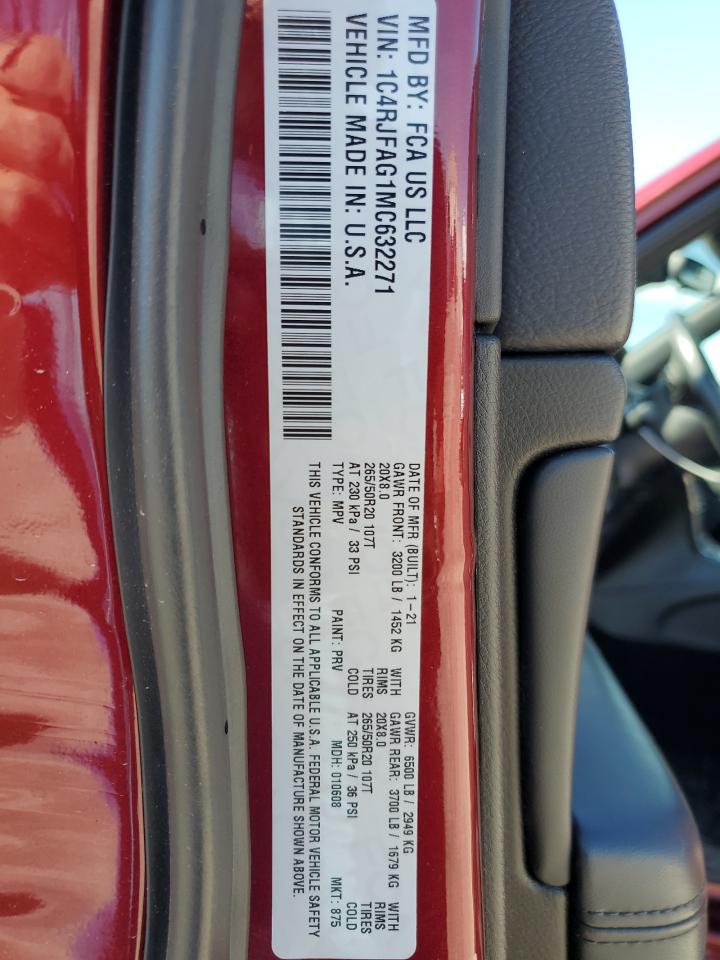 MFD BY: FCA US LLC
VIN: 1C4RJFAG1MC632271
VEHICLE MADE IN: U.S.A.
DATE OF MFR (BUILT): 1-21 GVWR: 6500 LB / 2949 KG
GAWR FRONT: 3200 LB / 1452 KG WITH GAWR REAR: 3700 LB / 1679 KG WITH
20X8.0 RIMS 20X8.0 RIMS
265/50R20 107T TIRES 265/50R20 107T TIRES
AT 230 kPa / 33 PSI COLD AT 250 kPa / 36 PSI COLD
TYPE: MPV PAINT: PRV MDH: 010608 MKT: 875
THIS VEHICLE CONFORMS TO ALL APPLICABLE U.S.A. FEDERAL MOTOR VEHICLE SAFETY
STANDARDS IN EFFECT ON THE DATE OF MANUFACTURE SHOWN ABOVE.